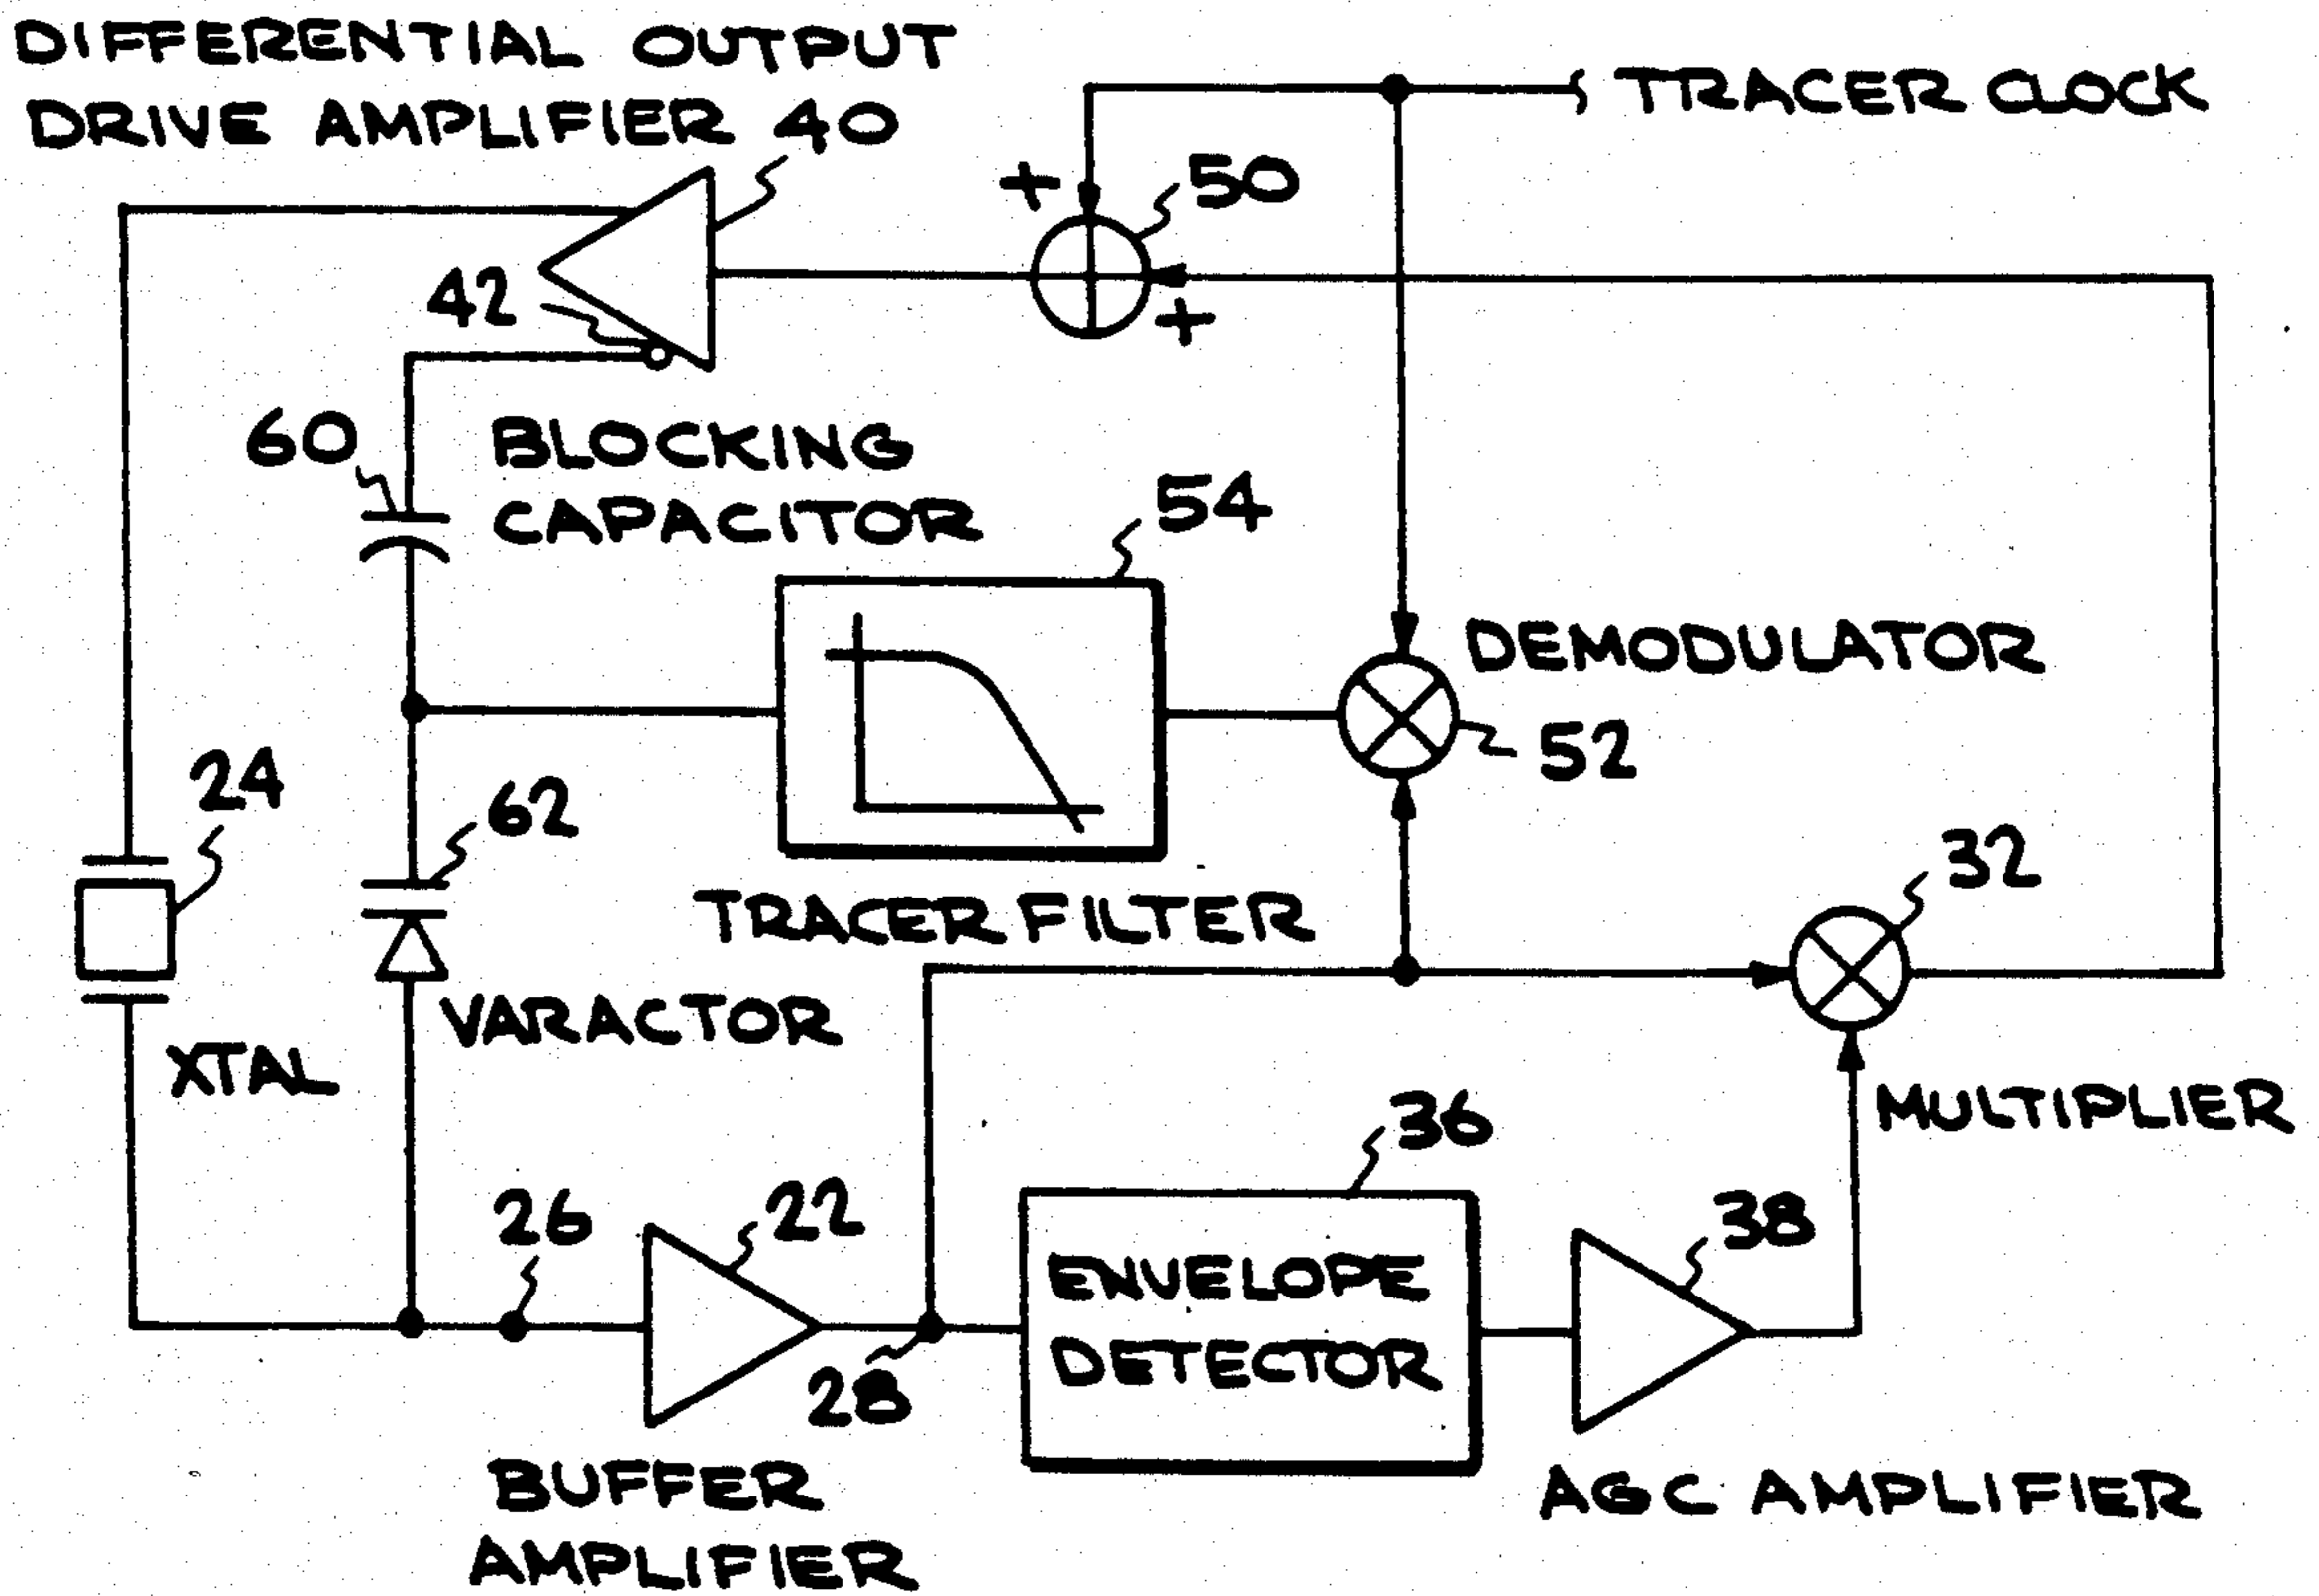 DIFFERENTIAL OUTPUT
DRIVE AMPLIFIER 40
TRACER CLOCK
+
50
42
+
60
BLOCKING
CAPACITOR
54
DEMODULATOR
52
24
62
32
TRACER FILTER
VARACTOR
XTAL
MULTIPLIER
36
26
22
38
ENVELOPE
DETECTOR
28
BUFFER
AMPLIFIER
AGC AMPLIFIER